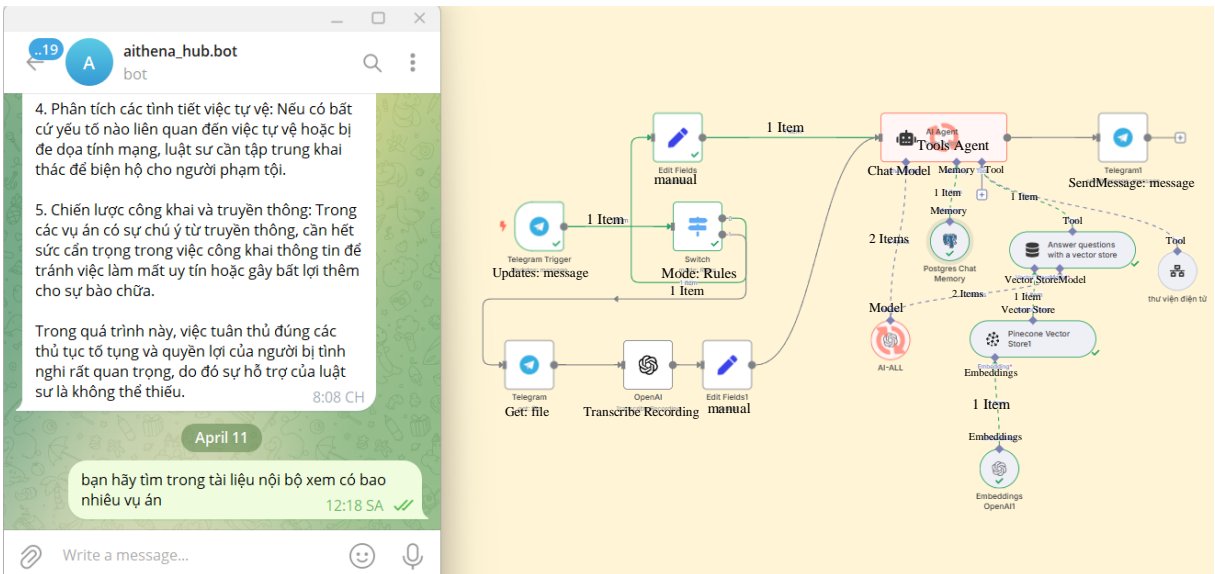 ..19
A
aithena_hub.bot
bot
4. Phân tích các tình tiết việc tự vệ: Nếu có bất
cứ yếu tố nào liên quan đến việc tự vệ hoặc bị
đe dọa tính mạng, luật sư cần tập trung khai
thác để biện hộ cho người phạm tội.
5. Chiến lược công khai và truyền thông: Trong
các vụ án có sự chú ý từ truyền thông, cần hết
sức cẩn trọng trong việc công khai thông tin để
tránh việc làm mất uy tín hoặc gây bất lợi thêm
cho sự bào chữa.
Trong quá trình này, việc tuân thủ đúng các
thủ tục tố tụng và quyền lợi của người bị tình
nghi rất quan trọng, do đó sự hỗ trợ của luật
sư là không thể thiếu.
8:08 CH
April 11
bạn hãy tìm trong tài liệu nội bộ xem có bao
nhiêu vụ án
12:18 SA
Write a message...
Edit Fields
manual
1 Item
AI Agent
Tools Agent
Chat Model
Memory
Tool
Telegram1
SendMessage: message
Telegram Trigger
Updates: message
1 Item
Switch
Mode: Rules
1 Item
1 Item
Memory
Postgres Chat
Memory
2 Items
1 Item
Tool
Answer questions
with a vector store
Vector Store
Model
Tool
thư viện điện tử
2 Items
1 Item
Vector Store
Pinecone Vector
Store1
Model
AI-ALL
Embeddings
1 Item
Embeddings
Embeddings
OpenAI1
Telegram
Get: file
OpenAI
Transcribe Recording
Edit Fields1
manual